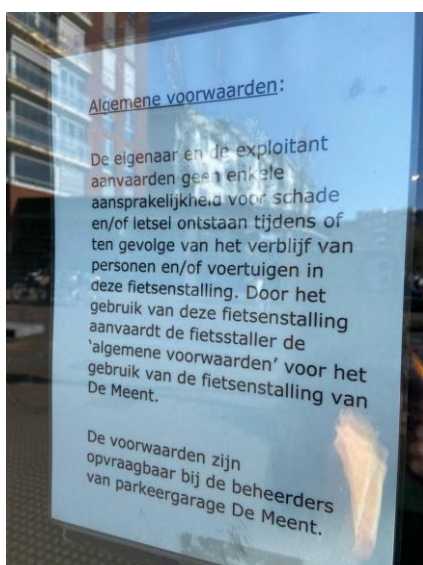 Algemene voorwaarden:
De eigenaar en de exploitant
aanvaarden geen enkele
aansprakelijkheid voor schade
en/of letsel ontstaan tijdens of
ten gevolge van het verblijf van
personen en/of voertuigen in
deze fietsenstalling. Door het
gebruik van deze fietsenstalling
aanvaardt de fietsstaller de
‘algemene voorwaarden’ voor het
gebruik van de fietsenstalling van
De Meent.
De voorwaarden zijn
opvraagbaar bij de beheerders
van parkeergarage De Meent.